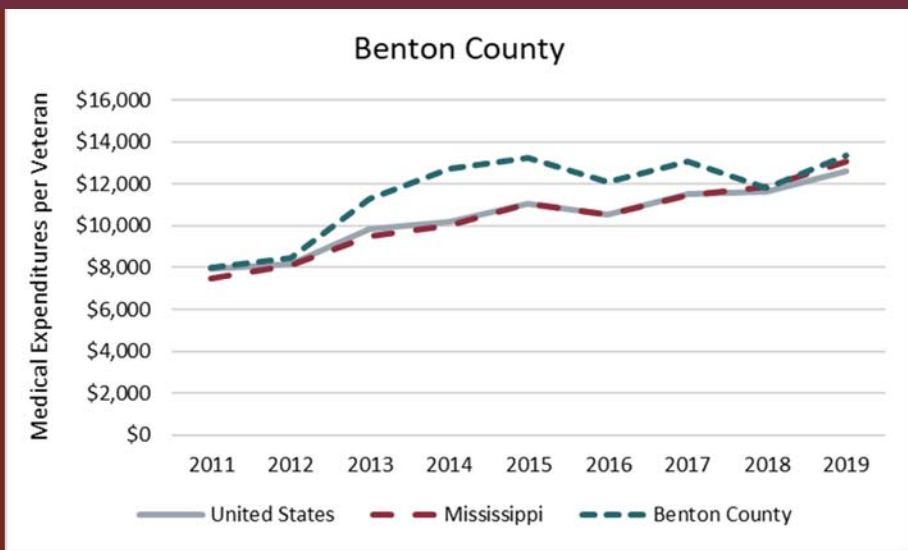 Benton County
Medical Expenditures per Veteran
$16,000
$14,000
$12,000
$10,000
$8,000
$6,000
$4,000
$2,000
$0
2011 2012 2013 2014 2015 2016 2017 2018 2019
United States Mississippi Benton County